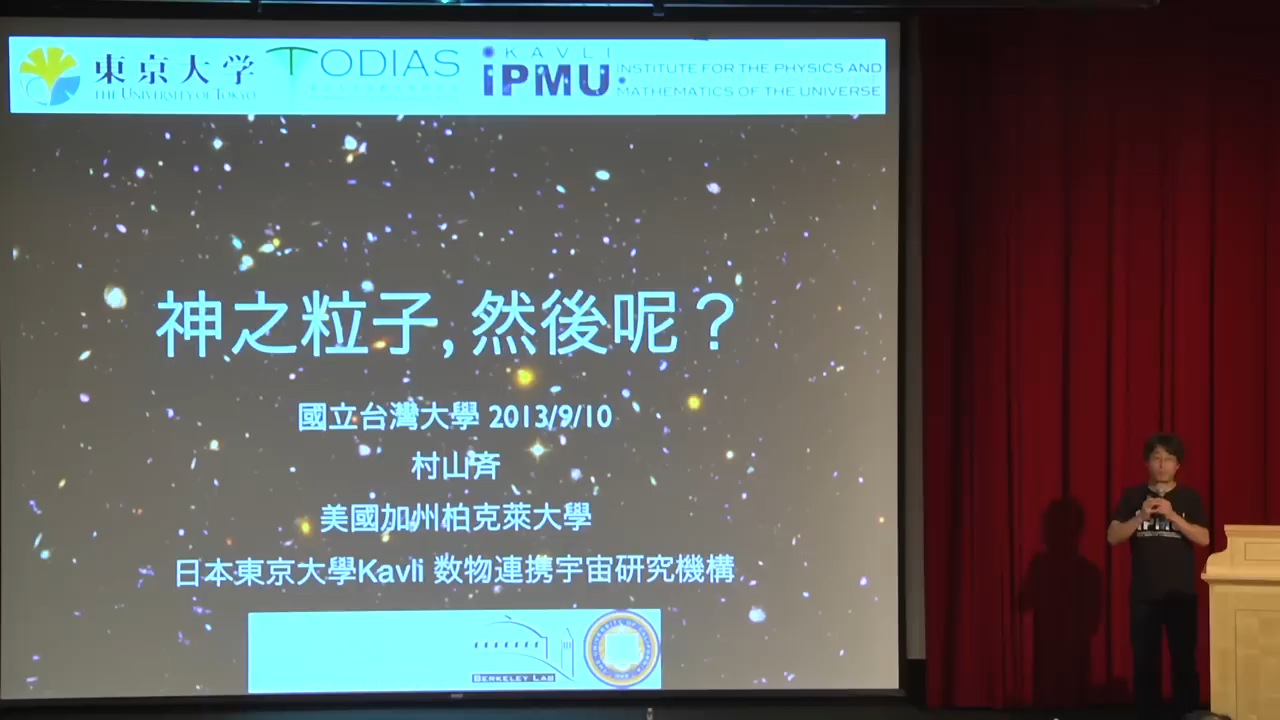 東京大学
THE UNIVERSITY OF TOKYO
TODIAS
KAVLI
IPMU
INSTITUTE FOR THE PHYSICS AND
MATHEMATICS OF THE UNIVERSE
神之粒子,然後呢？
國立台灣大學 2013/9/10
村山斉
美國加州柏克萊大學
日本東京大學Kavli 数物連携宇宙研究機構
BERKELEY LAB
IPMU